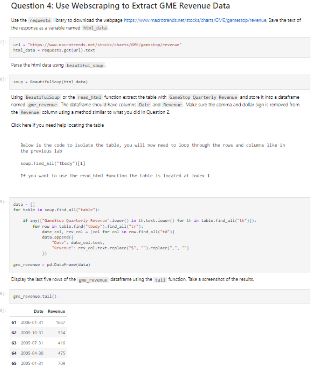 Question 4: Use Webscraping to Extract GME Revenue Data
Use the requests library to download the webpage https://www.macrotrends.net/stocks/charts/GME/gamestop/revenue. Save the text of
the response as a variable named html_data.
url = "https://www.macrotrends.net/stocks/charts/GME/gamestop/revenue"
html_data = requests.get(url).text
Parse the html data using beautiful_soup.
soup = BeautifulSoup(html_data)
Using BeautifulSoup or the read_html function extract the table with GameStop Quarterly Revenue and store it into a dataframe
named gme_revenue. The dataframe should have columns Date and Revenue. Make sure the comma and dollar sign is removed from
the Revenue column using a method similar to what you did in Question 2.
Click here if you need help locating the table
Below is the code to isolate the table, you will now need to loop through the rows and columns like in
the previous lab
soup.find_all("tbody")[1]
If you want to use the read_html function the table is located at index 1
data = []
for table in soup.find_all("table"):
if any(["GameStop Quarterly Revenue".lower() in th.text.lower() for th in table.find_all("th")]):
for row in table.find("tbody").find_all("tr"):
date_col, rev_col = [col for col in row.find_all("td")]
data.append({
"Date": date_col.text,
"Revenue": rev_col.text.replace("$", "").replace(",", "")
})
gme_revenue = pd.DataFrame(data)
Display the last five rows of the gme_revenue dataframe using the tail function. Take a screenshot of the results.
gme_revenue.tail()
Date Revenue
61 2006-01-31 1667
62 2005-10-31 534
63 2005-07-31 416
64 2005-04-30 475
65 2005-01-31 709